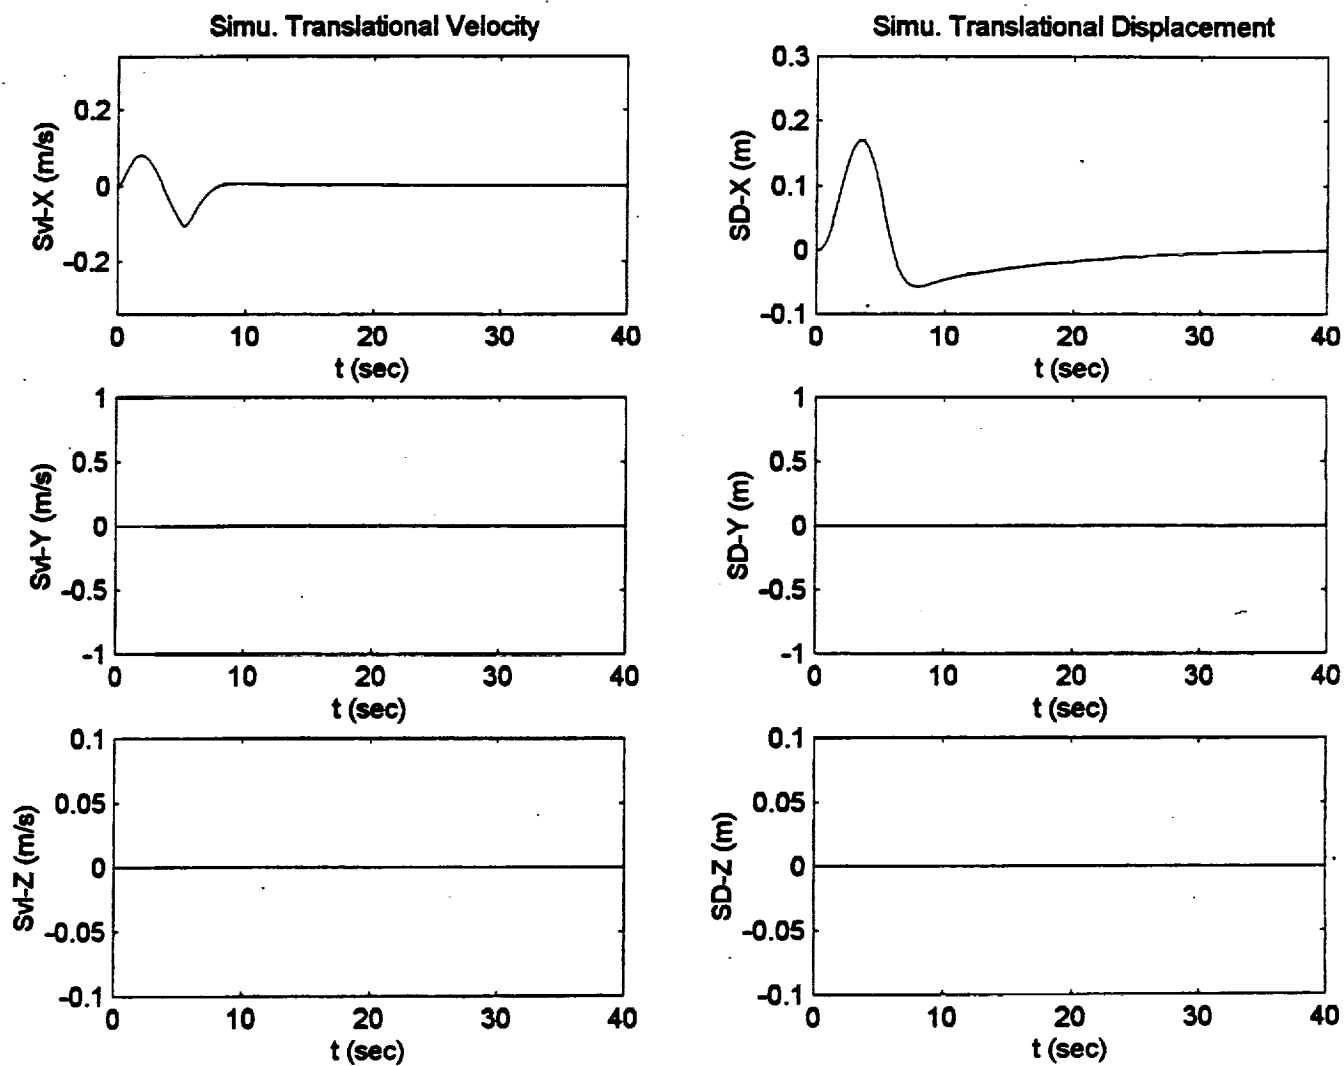 Simu. Translational Velocity
0.2
0
-0.2
Svl-X (m/s)
0 10 20 30 40
t (sec)
Simu. Translational Displacement
0.3
0.2
0.1
0
-0.1
SD-X (m)
0 10 20 30 40
t (sec)
1
0.5
0
-0.5
-1
Svl-Y (m/s)
0 10 20 30 40
t (sec)
1
0.5
0
-0.5
-1
SD-Y (m)
0 10 20 30 40
t (sec)
0.1
0.05
0
-0.05
-0.1
Svl-Z (m/s)
0 10 20 30 40
t (sec)
0.1
0.05
0
-0.05
-0.1
SD-Z (m)
0 10 20 30 40
t (sec)